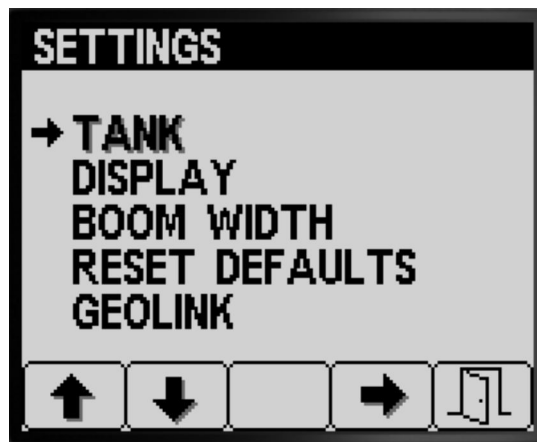 SETTINGS
TANK
DISPLAY
BOOM WIDTH
RESET DEFAULTS
GEOLINK